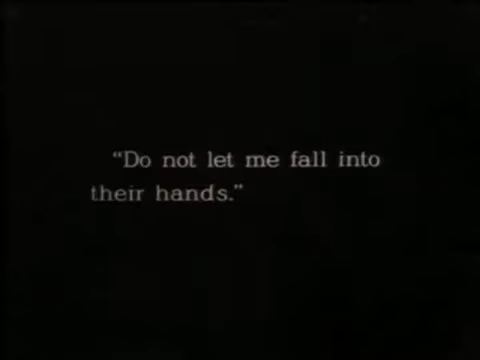 “Do not let me fall into
their hands.”